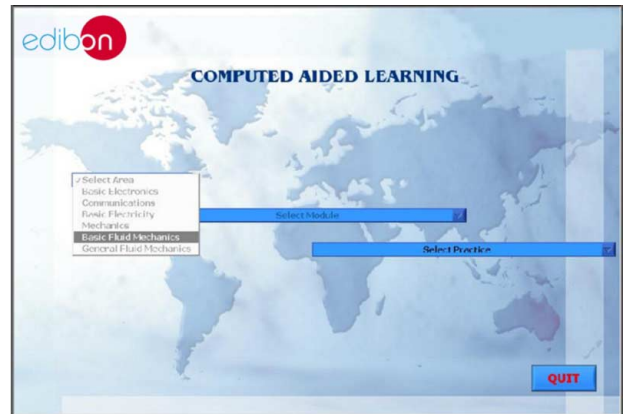 edibon
COMPUTED AIDED LEARNING
✓Select Area
Basic Electronics
Communications
Basic Electricity
Mechanics
Basic Fluid Mechanics
General Fluid Mechanics
Select Module
Select Practice
QUIT